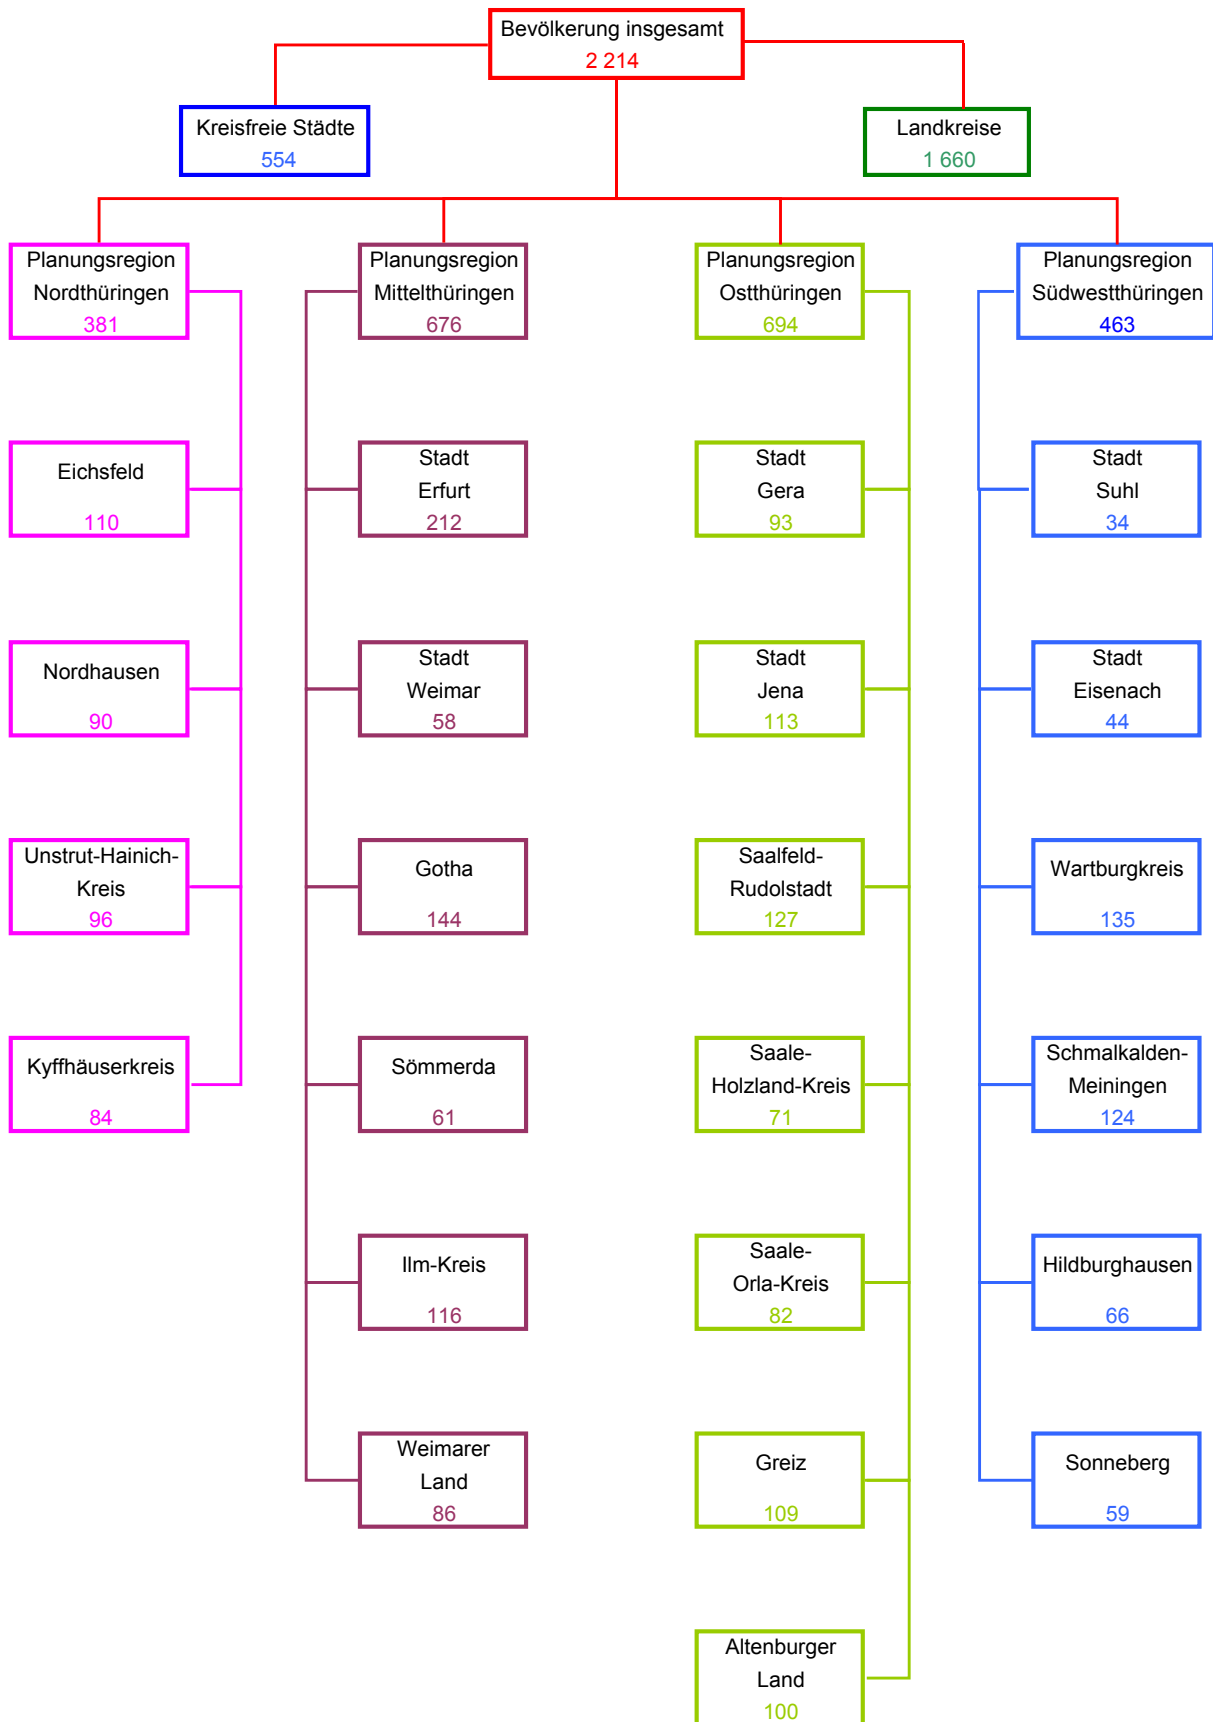 Bevölkerung insgesamt
2 214
Kreisfreie Städte
554
Landkreise
1 660
Planungsregion
Nordthüringen
381
Eichsfeld
110
Nordhausen
90
Unstrut-Hainich-
Kreis
96
Kyffhäuserkreis
84
Planungsregion
Mittelthüringen
676
Stadt
Erfurt
212
Stadt
Weimar
58
Gotha
144
Sömmerda
61
Ilm-Kreis
116
Weimarer
Land
86
Planungsregion
Ostthüringen
694
Stadt
Gera
93
Stadt
Jena
113
Saalfeld-
Rudolstadt
127
Saale-
Holzland-Kreis
71
Saale-
Orla-Kreis
82
Greiz
109
Altenburger
Land
100
Planungsregion
Südwestthüringen
463
Stadt
Suhl
34
Stadt
Eisenach
44
Wartburgkreis
135
Schmalkalden-
Meiningen
124
Hildburghausen
66
Sonneberg
59